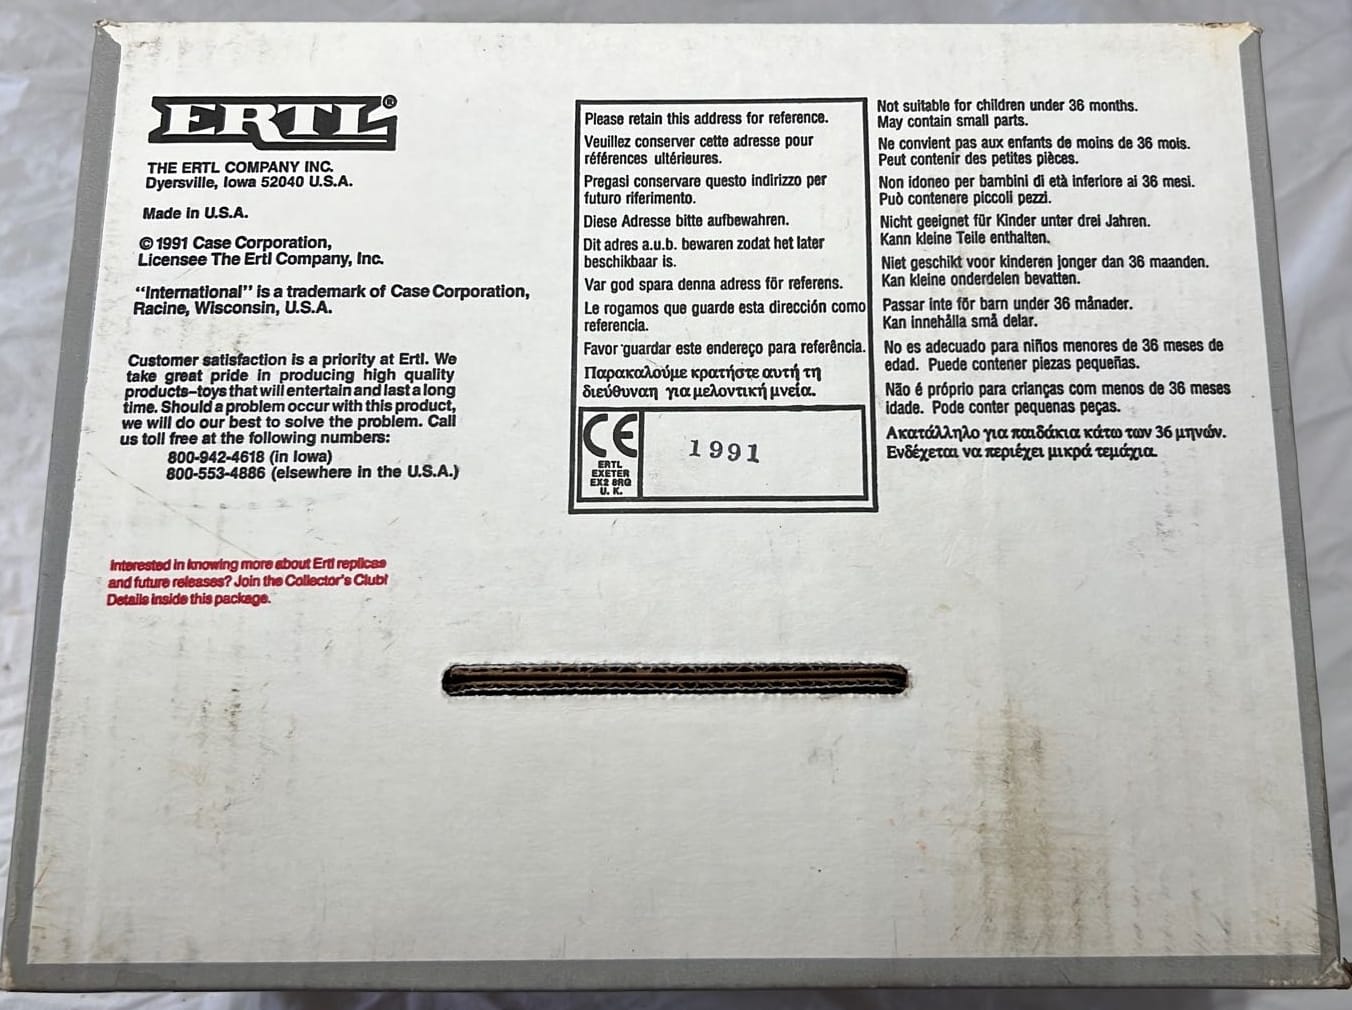 ERTL®
THE ERTL COMPANY INC.
Dyersville, Iowa 52040 U.S.A.
Made in U.S.A.
© 1991 Case Corporation,
Licensee The Ertl Company, Inc.
“International” is a trademark of Case Corporation,
Racine, Wisconsin, U.S.A.
Customer satisfaction is a priority at Ertl. We
take great pride in producing high quality
products–toys that will entertain and last a long
time. Should a problem occur with this product,
we will do our best to solve the problem. Call
us toll free at the following numbers:
800-942-4618 (in Iowa)
800-553-4886 (elsewhere in the U.S.A.)
Interested in knowing more about Ertl replicas
and future releases? Join the Collector's Club!
Details inside this package.
Please retain this address for reference.
Veuillez conserver cette adresse pour
références ultérieures.
Pregasi conservare questo indirizzo per
futuro riferimento.
Diese Adresse bitte aufbewahren.
Dit adres a.u.b. bewaren zodat het later
beschikbaar is.
Var god spara denna adress för referens.
Le rogamos que guarde esta dirección como
referencia.
Favor guardar este endereço para referência.
Παρακαλούμε κρατήστε αυτή τη
διεύθυναη για μελοντική μνεία.
CE
ERTL
EXETER
EX2 8RQ
U. K.
1991
Not suitable for children under 36 months.
May contain small parts.
Ne convient pas aux enfants de moins de 36 mois.
Peut contenir des petites pièces.
Non idoneo per bambini di età inferiore ai 36 mesi.
Può contenere piccoli pezzi.
Nicht geeignet für Kinder unter drei Jahren.
Kann kleine Teile enthalten.
Niet geschikt voor kinderen jonger dan 36 maanden.
Kan kleine onderdelen bevatten.
Passar inte för barn under 36 månader.
Kan innehålla små delar.
No es adecuado para niños menores de 36 meses de
edad. Puede contener piezas pequeñas.
Não é próprio para crianças com menos de 36 meses
idade. Pode conter pequenas peças.
Ακατάλληλο για παιδάκια κάτω των 36 μηνών.
Ενδέχεται να περιέχει μικρά τεμάχια.